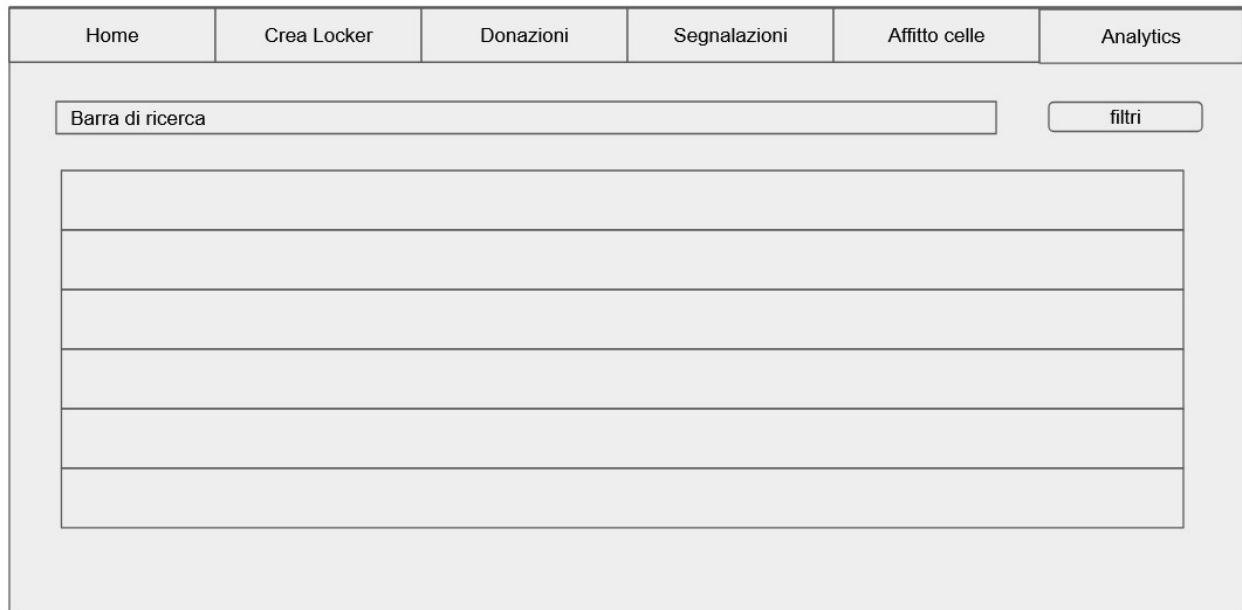 Home
Crea Locker
Donazioni
Segnalazioni
Affitto celle
Analytics
Barra di ricerca
filtri